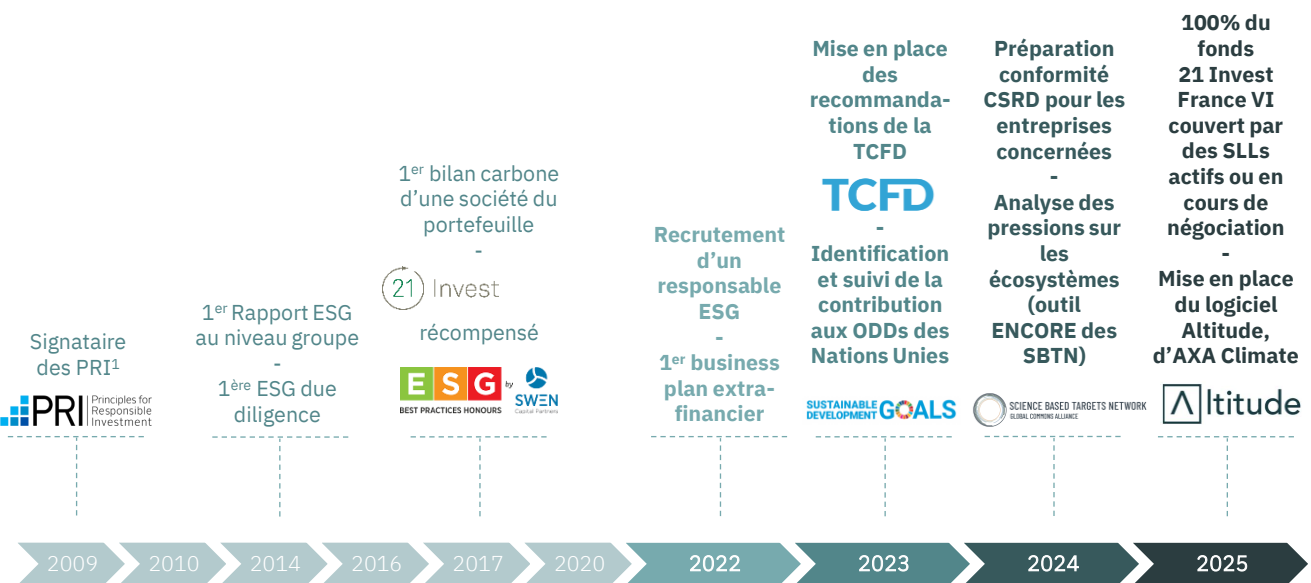 Signataire
des PRI¹
PRI
Principles for
Responsible
Investment
1er Rapport ESG
au niveau groupe
-
1ère ESG due
diligence
1er bilan carbone
d'une société du
portefeuille
-
21 Invest
récompensé
ESG by SWEN
Capital Partners
BEST PRACTICES HONOURS
Recrutement
d'un
responsable
ESG
-
1er business
plan extra-
financier
Mise en place
des
recommanda-
tions de la
TCFD
TCFD
-
Identification
et suivi de la
contribution
aux ODDs des
Nations Unies
SUSTAINABLE
DEVELOPMENT GOALS
Préparation
conformité
CSRD pour les
entreprises
concernées
-
Analyse des
pressions sur
les
écosystèmes
(outil
ENCORE des
SBTN)
SCIENCE BASED TARGETS NETWORK
GLOBAL COMMONS ALLIANCE
100% du
fonds
21 Invest
France VI
couvert par
des SLLs
actifs ou en
cours de
négociation
-
Mise en place
du logiciel
Altitude,
d'AXA Climate
Λltitude
2009
2010
2014
2016
2017
2020
2022
2023
2024
2025